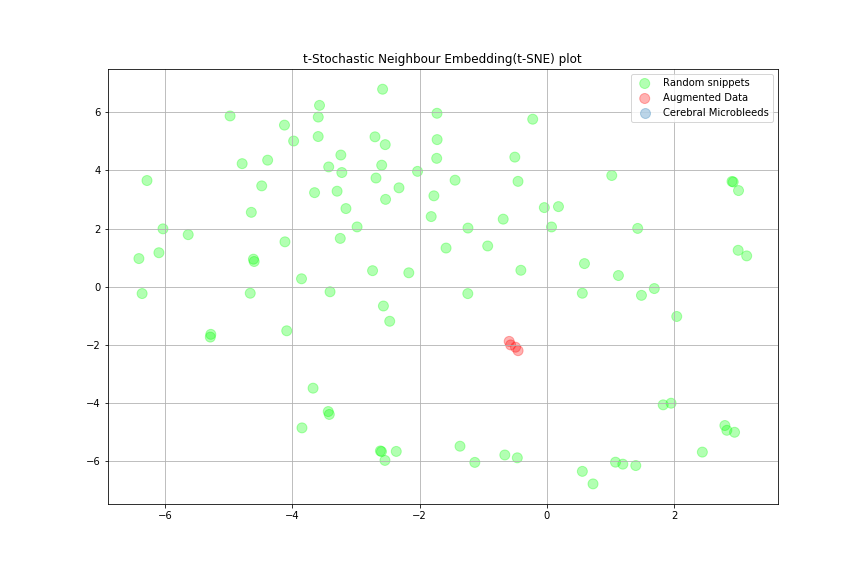 t-Stochastic Neighbour Embedding(t-SNE) plot
Random snippets
Augmented Data
Cerebral Microbleeds
6
4
2
0
−2
−4
−6
−6 −4 −2 0 2